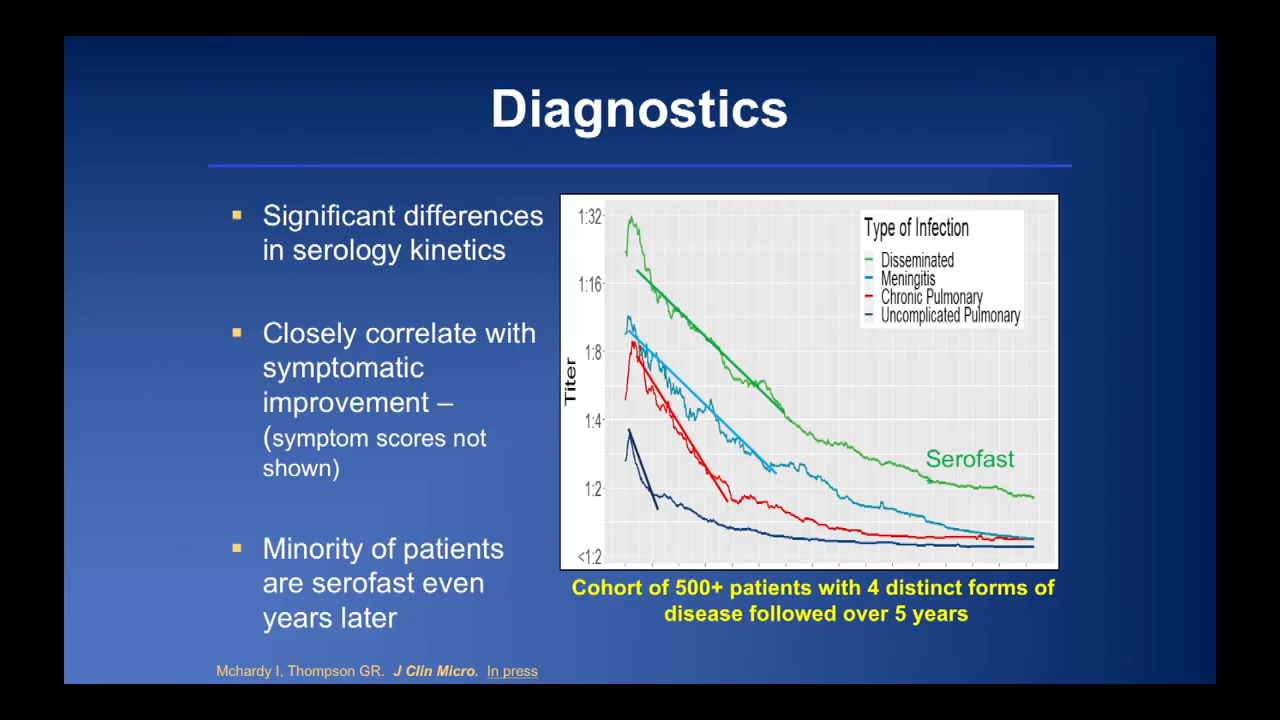 Diagnostics
▪ Significant differences
in serology kinetics
▪ Closely correlate with
symptomatic
improvement –
(symptom scores not
shown)
▪ Minority of patients
are serofast even
years later
Mchardy I, Thompson GR. J Clin Micro. In press
Titer
1:32
1:16
1:8
1:4
1:2
<1:2
Type of Infection
Disseminated
Meningitis
Chronic Pulmonary
Uncomplicated Pulmonary
Serofast
Cohort of 500+ patients with 4 distinct forms of
disease followed over 5 years